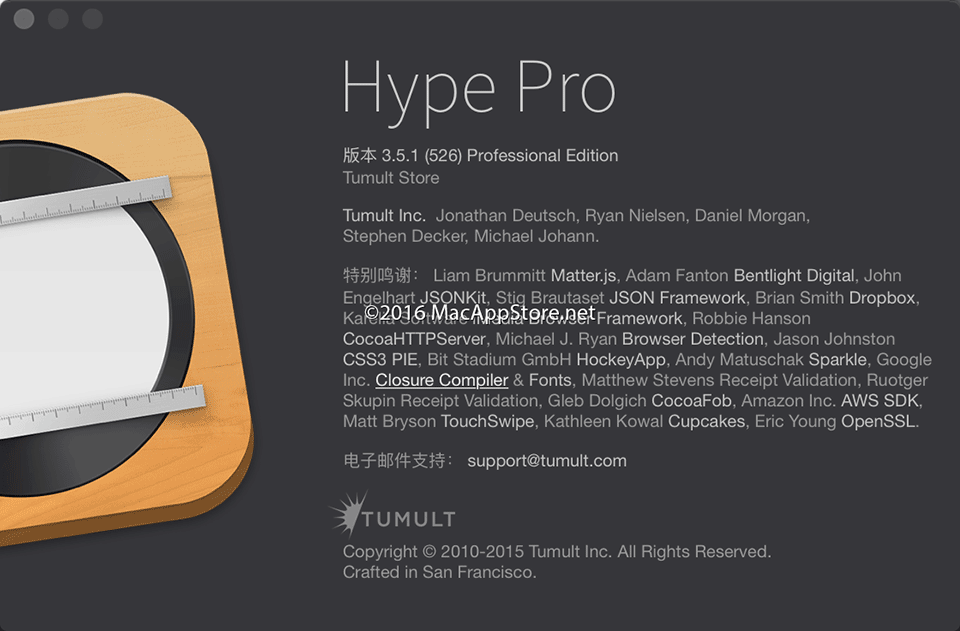 Hype Pro
版本 3.5.1 (526) Professional Edition
Tumult Store
Tumult Inc. Jonathan Deutsch, Ryan Nielsen, Daniel Morgan,
Stephen Decker, Michael Johann.
特别鸣谢： Liam Brummitt Matter.js, Adam Fanton Bentlight Digital, John
Engelhart JSONKit, Stig Brautaset JSON Framework, Brian Smith Dropbox,
©2016 MacAppStore.net
Karelia Software iMedia Browser Framework, Robbie Hanson
CocoaHTTPServer, Michael J. Ryan Browser Detection, Jason Johnston
CSS3 PIE, Bit Stadium GmbH HockeyApp, Andy Matuschak Sparkle, Google
Inc. Closure Compiler & Fonts, Matthew Stevens Receipt Validation, Ruotger
Skupin Receipt Validation, Gleb Dolgich CocoaFob, Amazon Inc. AWS SDK,
Matt Bryson TouchSwipe, Kathleen Kowal Cupcakes, Eric Young OpenSSL.
电子邮件支持： support@tumult.com
TUMULT
Copyright © 2010-2015 Tumult Inc. All Rights Reserved.
Crafted in San Francisco.